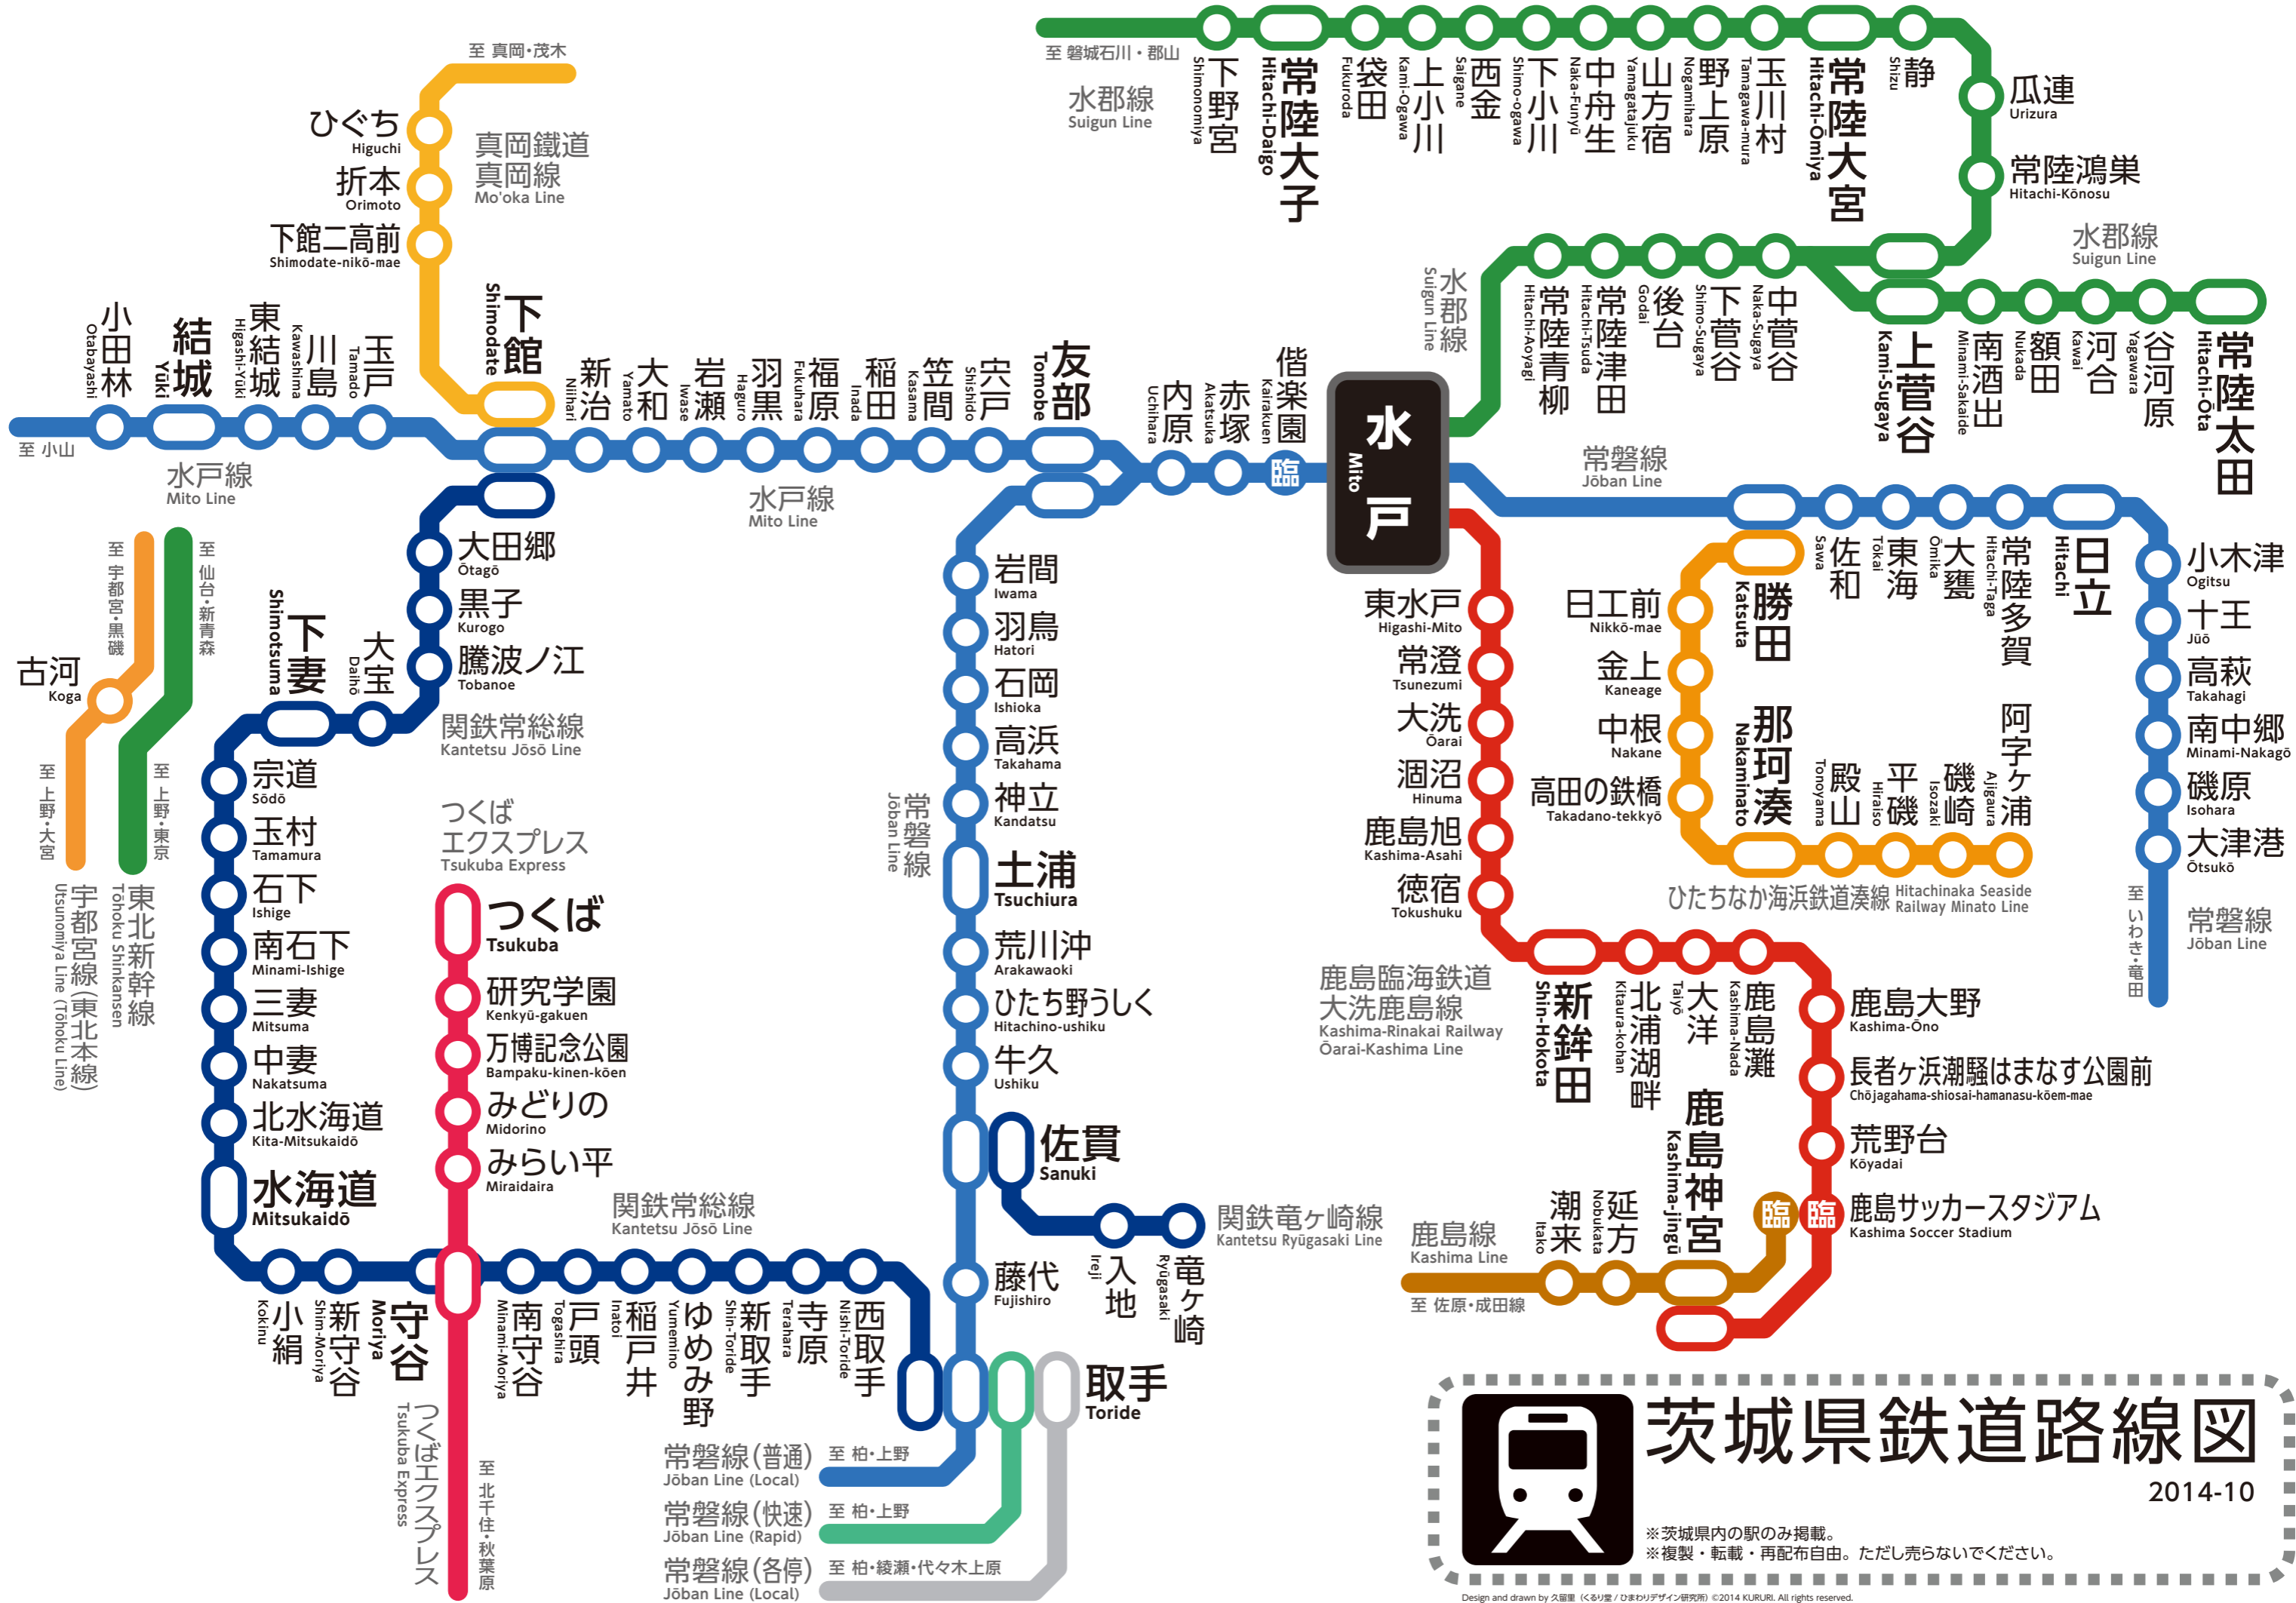 至 真岡・茂木
ひぐち
Higuchi
折本
Orimoto
下館二高前
Shimodate-nikō-mae
真岡鐵道
真岡線
Mo'oka Line
至 磐城石川・郡山
水郡線
Suigun Line
下野宮
Shimonomiya
常陸大子
Hitachi-Daigo
袋田
Fukuroda
上小川
Kami-Ogawa
西金
Saigane
下小川
Shimo-ogawa
中舟生
Naka-Funyū
山方宿
Yamagatajuku
野上原
Nogamihara
玉川村
Tamagawa-mura
常陸大宮
Hitachi-Ōmiya
静
Shizu
瓜連
Urizura
常陸鴻巣
Hitachi-Kōnosu
水郡線
Suigun Line
水郡線
Suigun Line
常陸青柳
Hitachi-Aoyagi
常陸津田
Hitachi-Tsuda
後台
Godai
下菅谷
Shimo-Sugaya
中菅谷
Naka-Sugaya
上菅谷
Kami-Sugaya
南酒出
Minami-Sakaide
額田
Nukada
河合
Kawai
谷河原
Yagawara
常陸太田
Hitachi-Ōta
小田林
Otabayashi
結城
Yūki
東結城
Higashi-Yūki
川島
Kawashima
玉戸
Tamado
下館
Shimodate
新治
Niihari
大和
Yamato
岩瀬
Iwase
羽黒
Haguro
福原
Fukuhara
稲田
Inada
笠間
Kasama
宍戸
Shishido
友部
Tomobe
内原
Uchihara
赤塚
Akatsuka
偕楽園
Kairakuen
臨
水戸
Mito
至 小山
水戸線
Mito Line
水戸線
Mito Line
常磐線
Jōban Line
勝田
Katsuta
佐和
Sawa
東海
Tōkai
大甕
Ōmika
常陸多賀
Hitachi-Taga
日立
Hitachi
小木津
Ogitsu
十王
Jūō
高萩
Takahagi
南中郷
Minami-Nakagō
磯原
Isohara
大津港
Ōtsukō
至 いわき・竜田
常磐線
Jōban Line
至 宇都宮・黒磯
至 仙台・新青森
古河
Koga
至 上野・大宮
至 上野・東京
宇都宮線(東北本線)
Utsunomiya Line (Tōhoku Line)
東北新幹線
Tōhoku Shinkansen
大田郷
Ōtagō
黒子
Kurogo
騰波ノ江
Tobanoe
大宝
Daihō
下妻
Shimotsuma
関鉄常総線
Kantetsu Jōsō Line
宗道
Sōdō
玉村
Tamamura
石下
Ishige
南石下
Minami-Ishige
三妻
Mitsuma
中妻
Nakatsuma
北水海道
Kita-Mitsukaidō
水海道
Mitsukaidō
つくば
エクスプレス
Tsukuba Express
つくば
Tsukuba
研究学園
Kenkyū-gakuen
万博記念公園
Bampaku-kinen-kōen
みどりの
Midorino
みらい平
Miraidaira
関鉄常総線
Kantetsu Jōsō Line
小絹
Kokinu
新守谷
Shim-Moriya
守谷
Moriya
南守谷
Minami-Moriya
戸頭
Togashira
稲戸井
Inatoi
ゆめみ野
Yumemino
新取手
Shin-Toride
寺原
Terahara
西取手
Nishi-Toride
つくばエクスプレス
Tsukuba Express
至 北千住・秋葉原
岩間
Iwama
羽鳥
Hatori
石岡
Ishioka
高浜
Takahama
神立
Kandatsu
常磐線
Jōban Line
土浦
Tsuchiura
荒川沖
Arakawaoki
ひたち野うしく
Hitachino-ushiku
牛久
Ushiku
佐貫
Sanuki
入地
Ireji
竜ヶ崎
Ryūgasaki
関鉄竜ヶ崎線
Kantetsu Ryūgasaki Line
藤代
Fujishiro
取手
Toride
常磐線(普通)
Jōban Line (Local)
至 柏・上野
常磐線(快速)
Jōban Line (Rapid)
至 柏・上野
常磐線(各停)
Jōban Line (Local)
至 柏・綾瀬・代々木上原
東水戸
Higashi-Mito
常澄
Tsunezumi
大洗
Ōarai
涸沼
Hinuma
鹿島旭
Kashima-Asahi
徳宿
Tokushuku
日工前
Nikkō-mae
金上
Kaneage
中根
Nakane
高田の鉄橋
Takadano-tekkyō
那珂湊
Nakaminato
殿山
Tonoyama
平磯
Hiraiso
磯崎
Isozaki
阿字ヶ浦
Ajigaura
ひたちなか海浜鉄道湊線
Hitachinaka Seaside
Railway Minato Line
鹿島臨海鉄道
大洗鹿島線
Kashima-Rinakai Railway
Ōarai-Kashima Line
新鉾田
Shin-Hokota
北浦湖畔
Kitaura-kohan
大洋
Taiyō
鹿島灘
Kashima-Nada
鹿島大野
Kashima-Ōno
長者ヶ浜潮騒はまなす公園前
Chōjagahama-shiosai-hamanasu-kōem-mae
荒野台
Kōyadai
臨
臨
鹿島サッカースタジアム
Kashima Soccer Stadium
鹿島神宮
Kashima-jingū
潮来
Itako
延方
Nobukata
鹿島線
Kashima Line
至 佐原・成田線
茨城県鉄道路線図
2014-10
※茨城県内の駅のみ掲載。
※複製・転載・再配布自由。ただし売らないでください。
Design and drawn by 久留里 (くるり堂 / ひまわりデザイン研究所) ©2014 KURURI. All rights reserved.